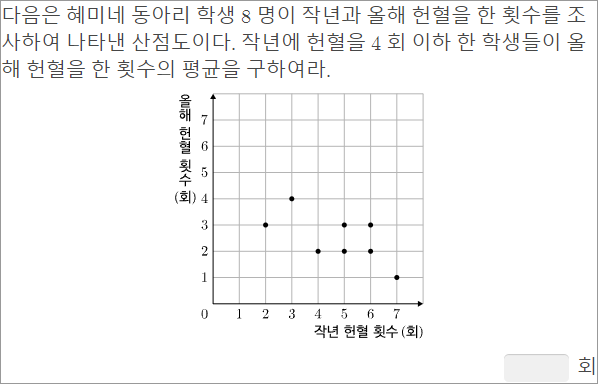 다음은 혜미네 동아리 학생 8 명이 작년과 올해 헌혈을 한 횟수를 조
사하여 나타낸 산점도이다. 작년에 헌혈을 4 회 이하 한 학생들이 올
해 헌혈을 한 횟수의 평균을 구하여라.
올해 헌혈 횟수 (회)
7
6
5
4
3
2
1
0 1 2 3 4 5 6 7
작년 헌혈 횟수 (회)
회